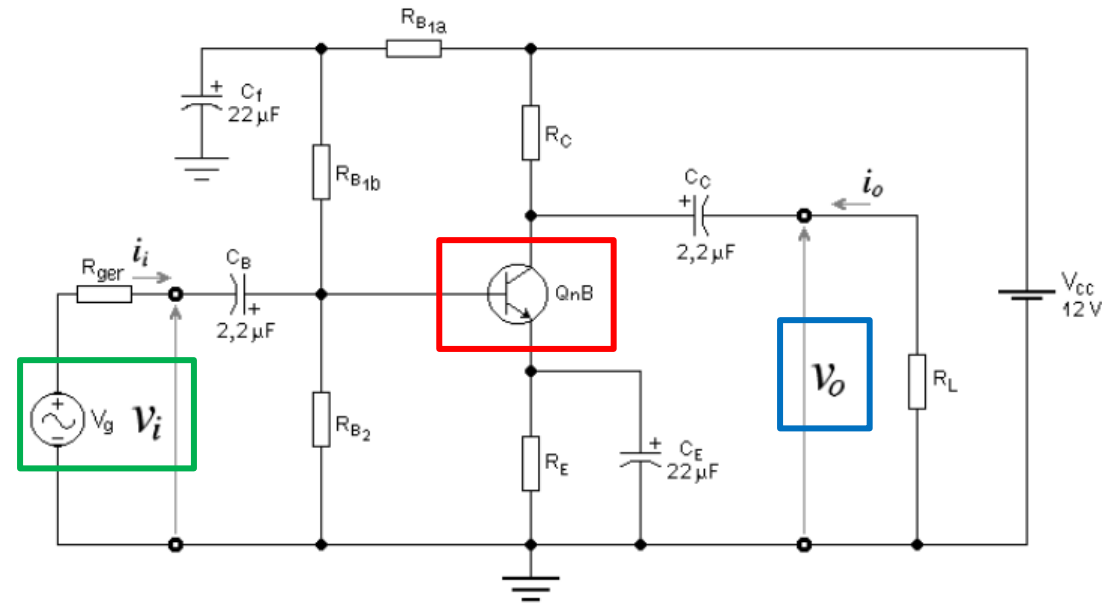 RB1a
+
Cf
22 µF
RC
RB1b
CC
+
2,2 µF
io
ii
Rger
CB
+
2,2 µF
QnB
VCC
12 V
+
−
Vg
vi
vo
RL
RB2
RE
+
CE
22 µF